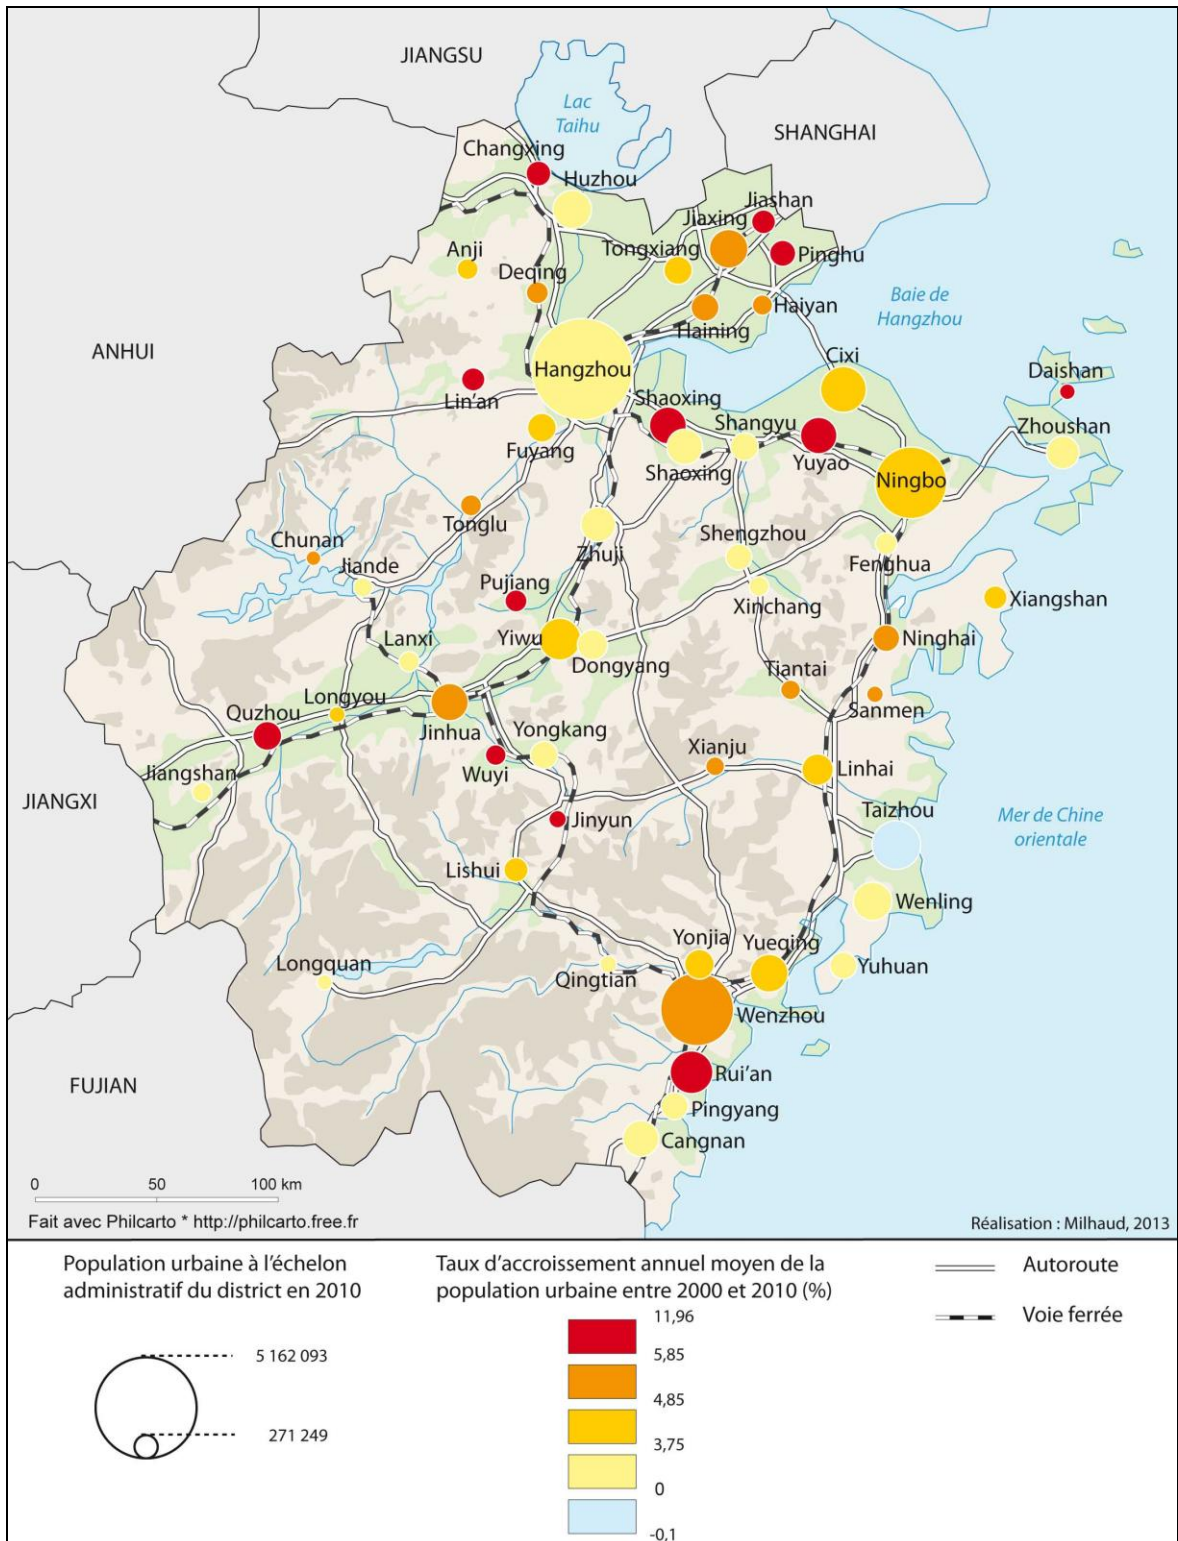 JIANGSU
Lac
Taihu
SHANGHAI
Changxing
Huzhou
Jiashan
Jiaxing
Anji
Tongxiang
Pinghu
Deqing
Baie de
Hangzhou
Haiyan
Haining
ANHUI
Cixi
Hangzhou
Daishan
Lin'an
Shaoxing
Shangyu
Zhoushan
Fuyang
Shaoxing
Yuyao
Ningbo
Tonglu
Chunan
Zhuji
Shengzhou
Fenghua
Jiande
Pujiang
Xinchang
Xiangshan
Lanxi
Yiwu
Dongyang
Ninghai
Tiantai
Longyou
Sanmen
Quzhou
Jinhua
Yongkang
Xianju
Wuyi
Linhai
Jiangshan
JIANGXI
Taizhou
Jinyun
Mer de Chine
orientale
Lishui
Wenling
Yonjia
Yueqing
Longquan
Qingtian
Yuhuan
Wenzhou
Rui'an
FUJIAN
Pingyang
Cangnan
0 50 100 km
Fait avec Philcarto * http://philcarto.free.fr
Réalisation : Milhaud, 2013
Population urbaine à l'échelon
administratif du district en 2010
5 162 093
271 249
Taux d'accroissement annuel moyen de la
population urbaine entre 2000 et 2010 (%)
11,96
5,85
4,85
3,75
0
-0,1
Autoroute
Voie ferrée